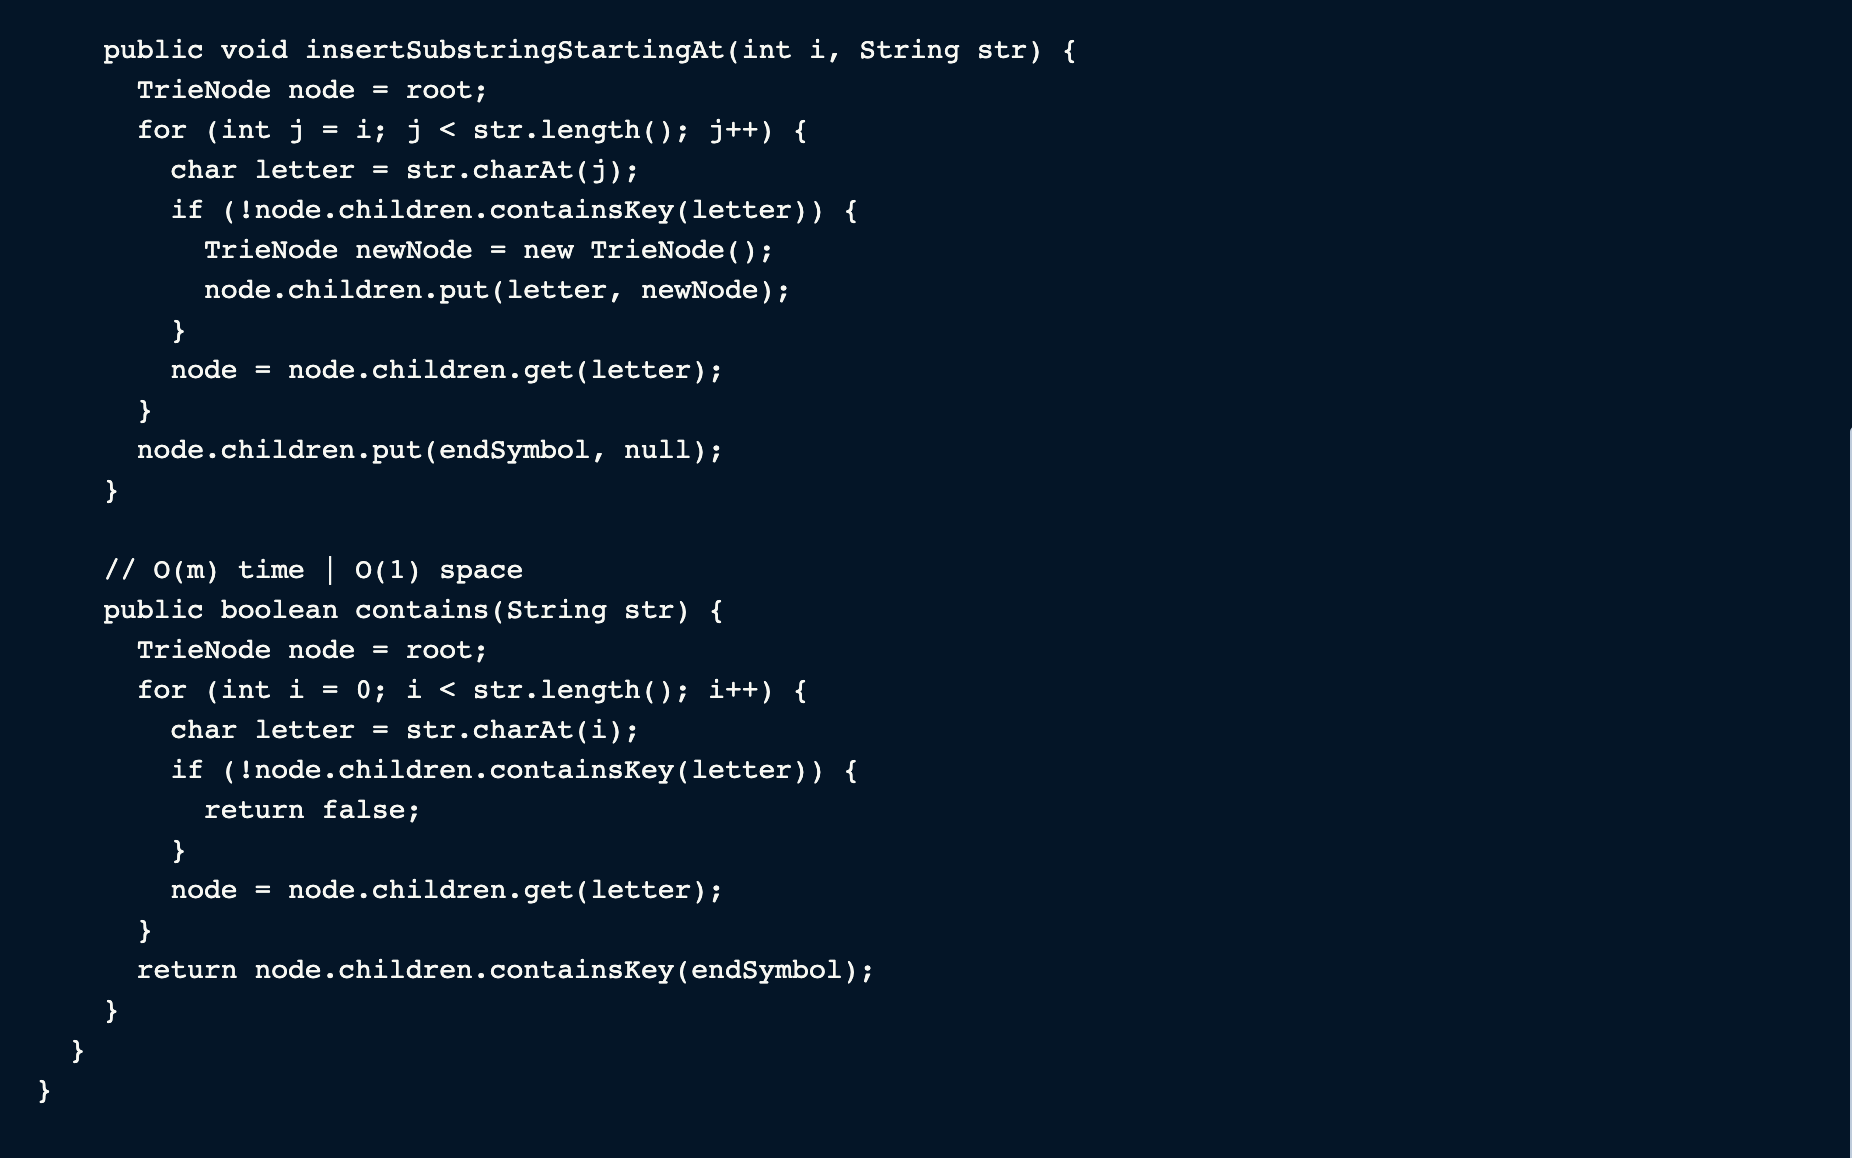 public void insertSubstringStartingAt(int i, String str) {
TrieNode node = root;
for (int j = i; j < str.length(); j++) {
char letter = str.charAt(j);
if (!node.children.containsKey(letter)) {
TrieNode newNode = new TrieNode();
node.children.put(letter, newNode);
}
node = node.children.get(letter);
}
node.children.put(endSymbol, null);
}
// O(m) time | O(1) space
public boolean contains(String str) {
TrieNode node = root;
for (int i = 0; i < str.length(); i++) {
char letter = str.charAt(i);
if (!node.children.containsKey(letter)) {
return false;
}
node = node.children.get(letter);
}
return node.children.containsKey(endSymbol);
}
}
}